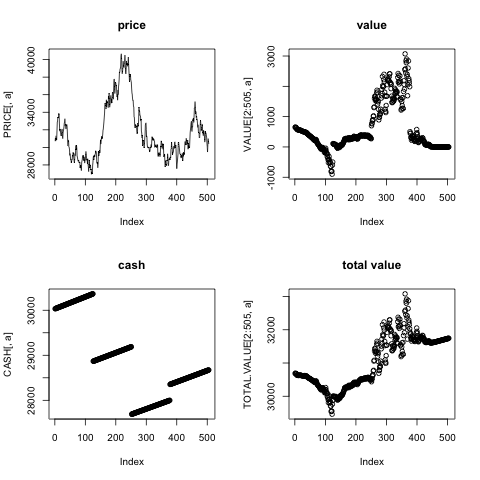 price
PRICE[, a]
40000
34000
28000
0 100 200 300 400 500
Index
value
VALUE[2:505, a]
3000
1000
0
-1000
0 100 200 300 400 500
Index
cash
CASH[, a]
30000
29000
28000
0 100 200 300 400 500
Index
total value
TOTAL.VALUE[2:505, a]
32000
30000
0 100 200 300 400 500
Index